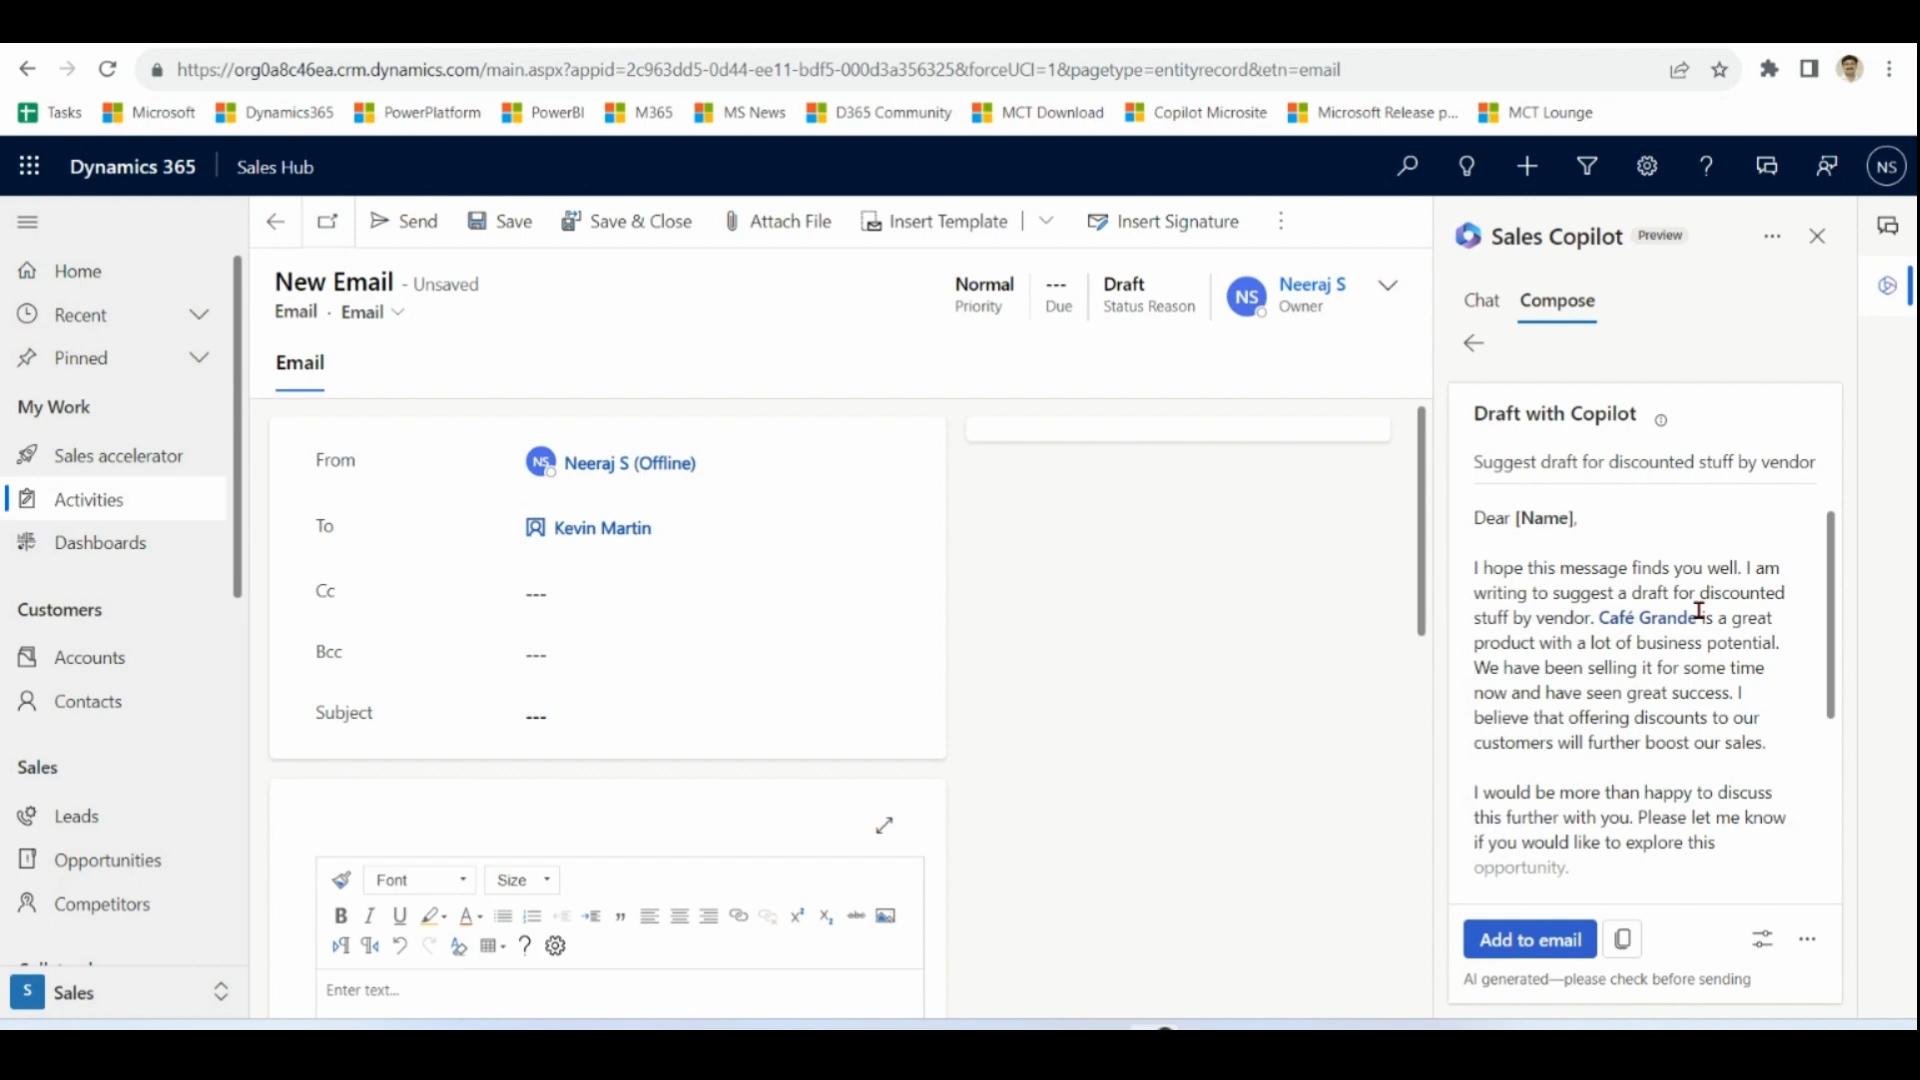 https://org0a8c46ea.crm.dynamics.com/main.aspx?appid=2c963dd5-0d44-ee11-bdf5-000d3a356325&forceUCI=1&pagetype=entityrecord&etn=email
Tasks Microsoft Dynamics365 PowerPlatform PowerBI M365 MS News D365 Community MCT Download Copilot Microsite Microsoft Release p... MCT Lounge
Dynamics 365 Sales Hub NS
Send Save Save & Close Attach File Insert Template Insert Signature
Home
Recent
Pinned
My Work
Sales accelerator
Activities
Dashboards
Customers
Accounts
Contacts
Sales
Leads
Opportunities
Competitors
S Sales
New Email - Unsaved
Email · Email
Normal
Priority
---
Due
Draft
Status Reason
NS
Neeraj S
Owner
Email
From NS Neeraj S (Offline)
To Kevin Martin
Cc ---
Bcc ---
Subject ---
Font Size
Enter text...
Sales Copilot Preview
Chat Compose
Draft with Copilot
Suggest draft for discounted stuff by vendor
Dear [Name],
I hope this message finds you well. I am
writing to suggest a draft for discounted
stuff by vendor. Café Grande is a great
product with a lot of business potential.
We have been selling it for some time
now and have seen great success. I
believe that offering discounts to our
customers will further boost our sales.
I would be more than happy to discuss
this further with you. Please let me know
if you would like to explore this
opportunity.
Add to email
AI generated—please check before sending